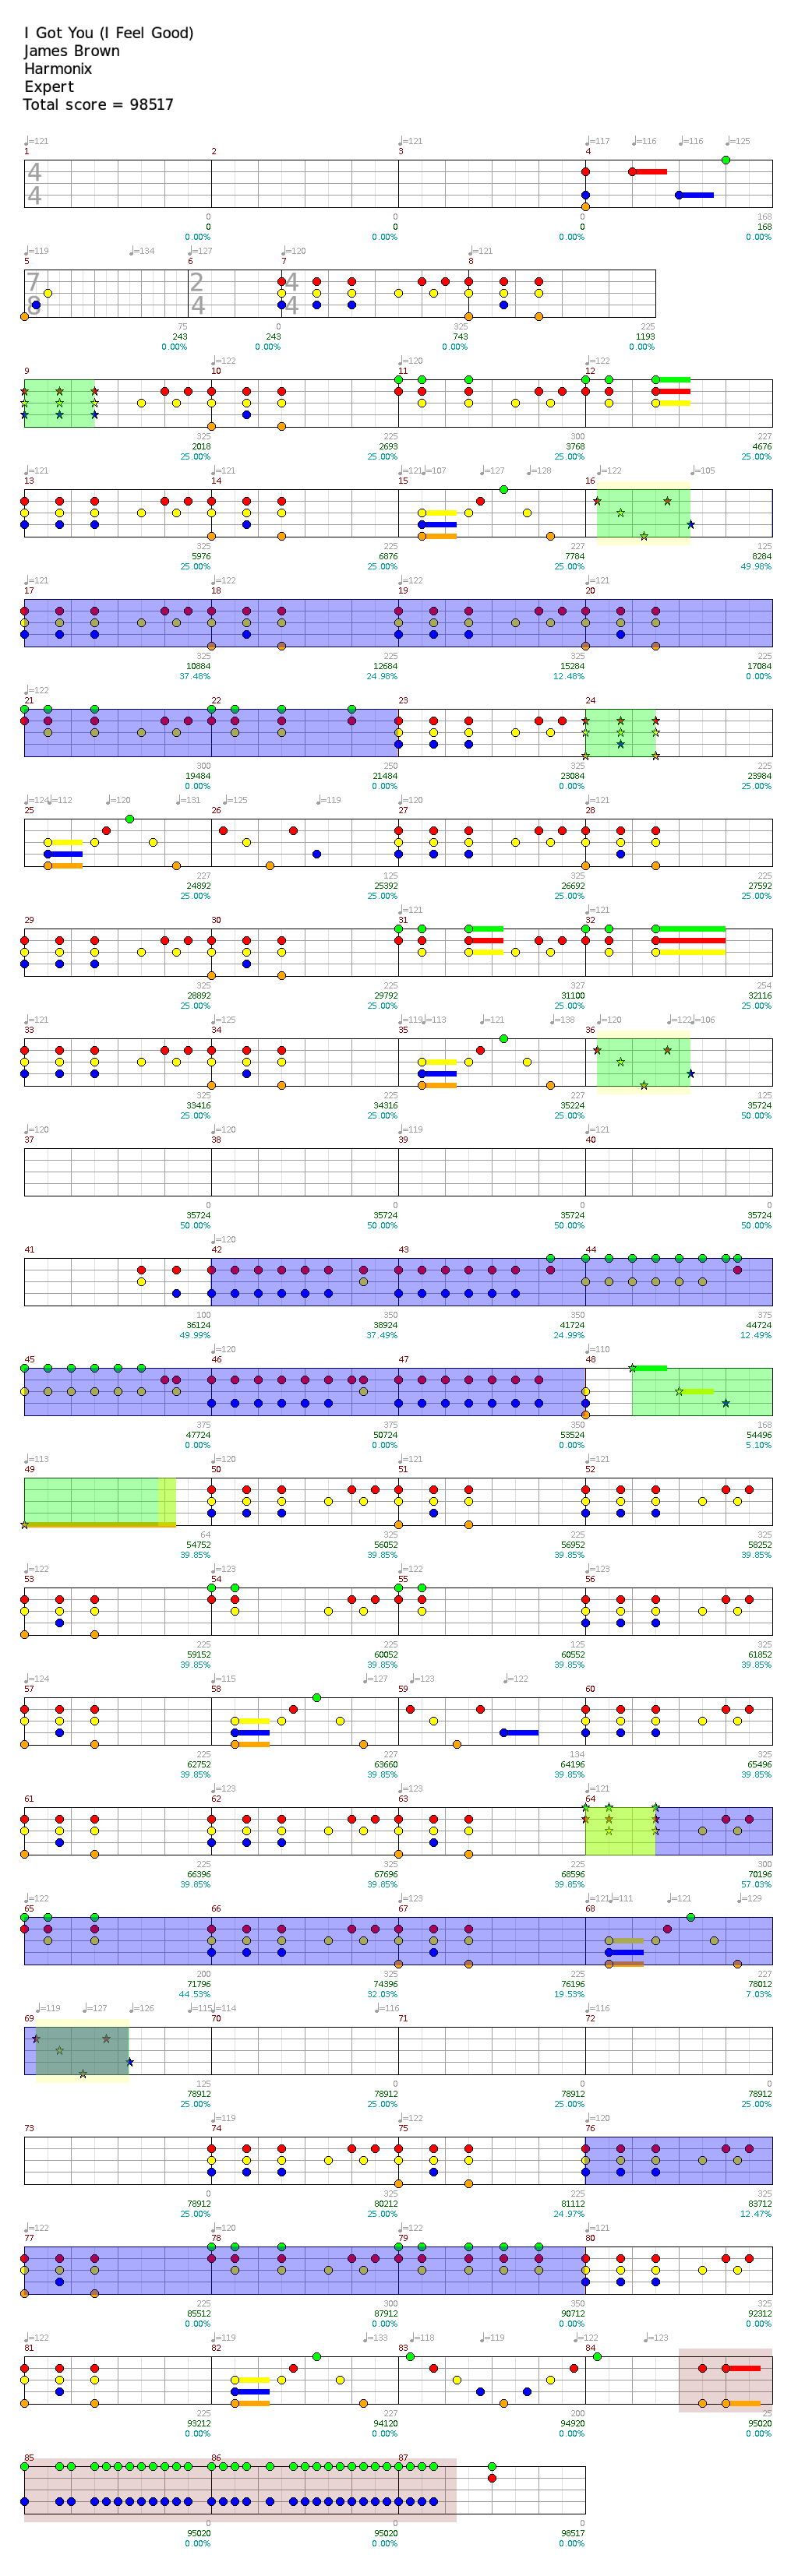 I Got You (I Feel Good)
James Brown
Harmonix
Expert
Total score = 98517
♩=121 ♩=121 ♩=117 ♩=116 ♩=116 ♩=125
1 2 3 4
4
4
0 0 0 168
0 0 0 168
0.00% 0.00% 0.00% 0.00%
♩=119 ♩=134 ♩=127 ♩=120 ♩=121
5 6 7 8
7 2 4
8 4 4
75 0 325 225
243 243 743 1193
0.00% 0.00% 0.00% 0.00%
♩=122 ♩=120 ♩=122
9 10 11 12
325 225 300 227
2018 2693 3768 4676
25.00% 25.00% 25.00% 25.00%
♩=121 ♩=121 ♩=121 ♩=107 ♩=127 ♩=128 ♩=122 ♩=105
13 14 15 16
325 225 227 125
5976 6876 7784 8284
25.00% 25.00% 25.00% 49.98%
♩=121 ♩=122 ♩=122 ♩=121
17 18 19 20
325 225 325 225
10884 12684 15284 17084
37.48% 24.98% 12.48% 0.00%
♩=122
21 22 23 24
300 250 325 225
19484 21484 23084 23984
0.00% 0.00% 0.00% 25.00%
♩=124 ♩=112 ♩=120 ♩=131 ♩=125 ♩=119 ♩=120 ♩=121
25 26 27 28
227 125 325 225
24892 25392 26692 27592
25.00% 25.00% 25.00% 25.00%
♩=121 ♩=121
29 30 31 32
325 225 327 254
28892 29792 31100 32116
25.00% 25.00% 25.00% 25.00%
♩=121 ♩=125 ♩=119 ♩=113 ♩=121 ♩=138 ♩=120 ♩=122 ♩=106
33 34 35 36
325 225 227 125
33416 34316 35224 35724
25.00% 25.00% 25.00% 50.00%
♩=120 ♩=120 ♩=119 ♩=121
37 38 39 40
0 0 0 0
35724 35724 35724 35724
50.00% 50.00% 50.00% 50.00%
♩=120
41 42 43 44
100 350 350 375
36124 38924 41724 44724
49.99% 37.49% 24.99% 12.49%
♩=120 ♩=110
45 46 47 48
375 375 350 168
47724 50724 53524 54496
0.00% 0.00% 0.00% 5.10%
♩=113 ♩=120 ♩=121 ♩=121
49 50 51 52
64 325 225 325
54752 56052 56952 58252
39.85% 39.85% 39.85% 39.85%
♩=122 ♩=123 ♩=122 ♩=123
53 54 55 56
225 225 125 325
59152 60052 60552 61852
39.85% 39.85% 39.85% 39.85%
♩=124 ♩=115 ♩=127 ♩=123 ♩=122
57 58 59 60
225 227 134 325
62752 63660 64196 65496
39.85% 39.85% 39.85% 39.85%
♩=123 ♩=123 ♩=121
61 62 63 64
225 325 225 300
66396 67696 68596 70196
39.85% 39.85% 39.85% 57.03%
♩=122 ♩=123 ♩=121 ♩=111 ♩=121 ♩=129
65 66 67 68
200 325 225 227
71796 74396 76196 78012
44.53% 32.03% 19.53% 7.03%
♩=119 ♩=127 ♩=126 ♩=115 ♩=114 ♩=116 ♩=116
69 70 71 72
125 0 0 0
78912 78912 78912 78912
25.00% 25.00% 25.00% 25.00%
♩=119 ♩=122 ♩=120
73 74 75 76
0 325 225 325
78912 80212 81112 83712
25.00% 25.00% 24.97% 12.47%
♩=122 ♩=120 ♩=122 ♩=121
77 78 79 80
225 300 350 325
85512 87912 90712 92312
0.00% 0.00% 0.00% 0.00%
♩=122 ♩=119 ♩=133 ♩=118 ♩=119 ♩=122 ♩=123
81 82 83 84
225 227 200 25
93212 94120 94920 95020
0.00% 0.00% 0.00% 0.00%
85 86 87
0 0 0
95020 95020 98517
0.00% 0.00% 0.00%